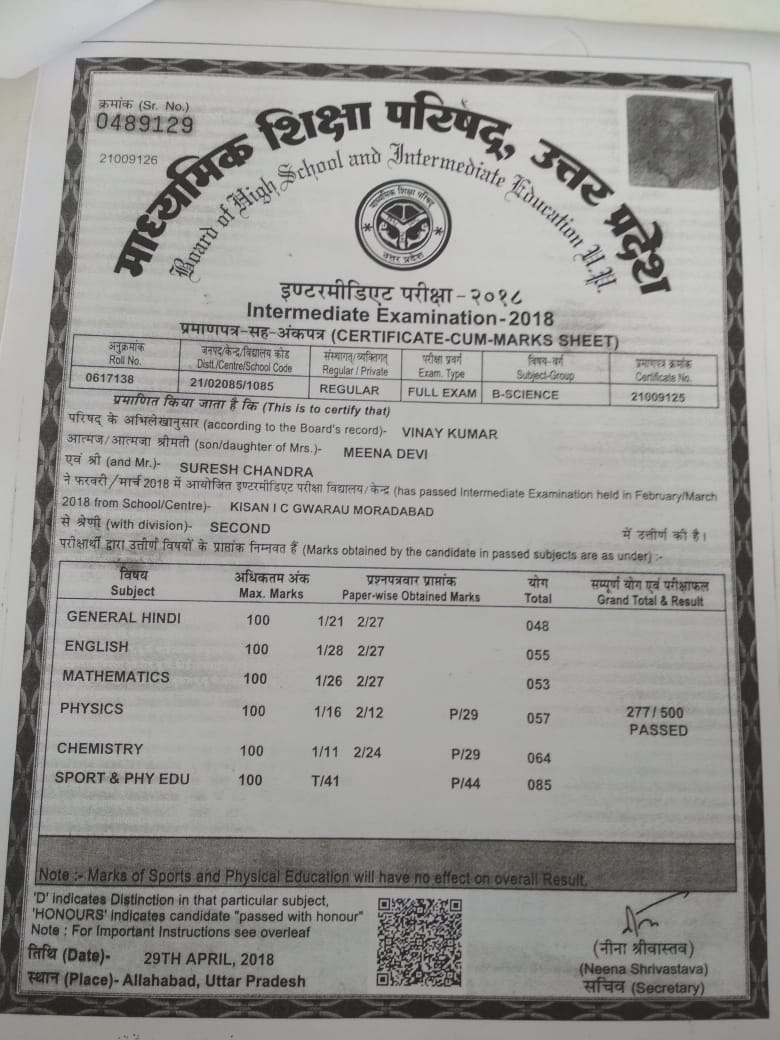 क्रमांक (Sr. No.)
0489129
21009126
माध्यमिक शिक्षा परिषद्, उत्तर प्रदेश
Board of High School and Intermediate Education U.P.
माध्यमिक शिक्षा परिषद
उत्तर प्रदेश
इण्टरमीडिएट परीक्षा - २०१८
Intermediate Examination-2018
प्रमाणपत्र-सह-अंकपत्र (CERTIFICATE-CUM-MARKS SHEET)
अनुक्रमांक जनपद/केन्द्र/विद्यालय कोड संस्थागत/व्यक्तिगत परीक्षा प्रवर्ग विषय-वर्ग प्रमाणपत्र क्रमांक
Roll No. Distt./Centre/School Code Regular / Private Exam. Type Subject-Group Certificate No.
0617138 21/02085/1085 REGULAR FULL EXAM B-SCIENCE 21009125
प्रमाणित किया जाता है कि (This is to certify that)
परिषद के अभिलेखानुसार (according to the Board's record)- VINAY KUMAR
आत्मज/आत्मजा श्रीमती (son/daughter of Mrs.)- MEENA DEVI
एवं श्री (and Mr.)- SURESH CHANDRA
ने फरवरी/मार्च 2018 में आयोजित इण्टरमीडिएट परीक्षा विद्यालय/केन्द्र (has passed Intermediate Examination held in February/March
2018 from School/Centre)- KISAN I C GWARAU MORADABAD
से श्रेणी (with division)- SECOND में उत्तीर्ण की है।
परीक्षार्थी द्वारा उत्तीर्ण विषयों के प्राप्तांक निम्नवत हैं (Marks obtained by the candidate in passed subjects are as under) :-
विषय अधिकतम अंक प्रश्नपत्रवार प्राप्तांक योग सम्पूर्ण योग एवं परीक्षाफल
Subject Max. Marks Paper-wise Obtained Marks Total Grand Total & Result
GENERAL HINDI 100 1/21 2/27 048
ENGLISH 100 1/28 2/27 055
MATHEMATICS 100 1/26 2/27 053
PHYSICS 100 1/16 2/12 P/29 057 277/500
PASSED
CHEMISTRY 100 1/11 2/24 P/29 064
SPORT & PHY EDU 100 T/41 P/44 085
Note :- Marks of Sports and Physical Education will have no effect on overall Result.
'D' indicates Distinction in that particular subject,
'HONOURS' indicates candidate "passed with honour"
Note : For Important Instructions see overleaf
तिथि (Date)- 29TH APRIL, 2018
स्थान (Place)- Allahabad, Uttar Pradesh
(नीना श्रीवास्तव)
(Neena Shrivastava)
सचिव (Secretary)